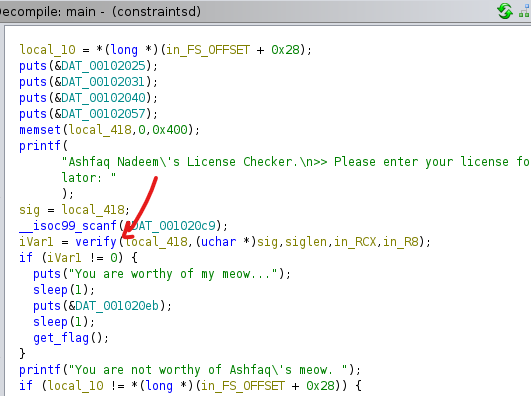 Decompile: main - (constraintsd)
local_10 = *(long *)(in_FS_OFFSET + 0x28);
puts(&DAT_00102025);
puts(&DAT_00102031);
puts(&DAT_00102040);
puts(&DAT_00102057);
memset(local_418,0,0x400);
printf(
"Ashfaq Nadeem\'s License Checker.\n>> Please enter your license fo
lator: "
);
sig = local_418;
__isoc99_scanf(&DAT_001020c9);
iVar1 = verify(local_418,(uchar *)sig,siglen,in_RCX,in_R8);
if (iVar1 != 0) {
puts("You are worthy of my meow...");
sleep(1);
puts(&DAT_001020eb);
sleep(1);
get_flag();
}
printf("You are not worthy of Ashfaq\'s meow. ");
if (local_10 != *(long *)(in_FS_OFFSET + 0x28)) {